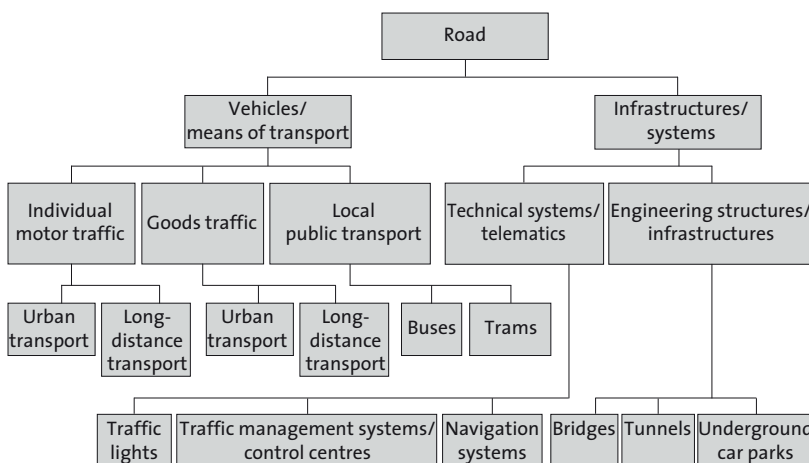 Road
Vehicles/
means of transport
Infrastructures/
systems
Individual
motor traffic
Goods traffic
Local
public transport
Technical systems/
telematics
Engineering structures/
infrastructures
Urban
transport
Long-
distance
transport
Urban
transport
Long-
distance
transport
Buses
Trams
Traffic
lights
Traffic management systems/
control centres
Navigation
systems
Bridges
Tunnels
Underground
car parks